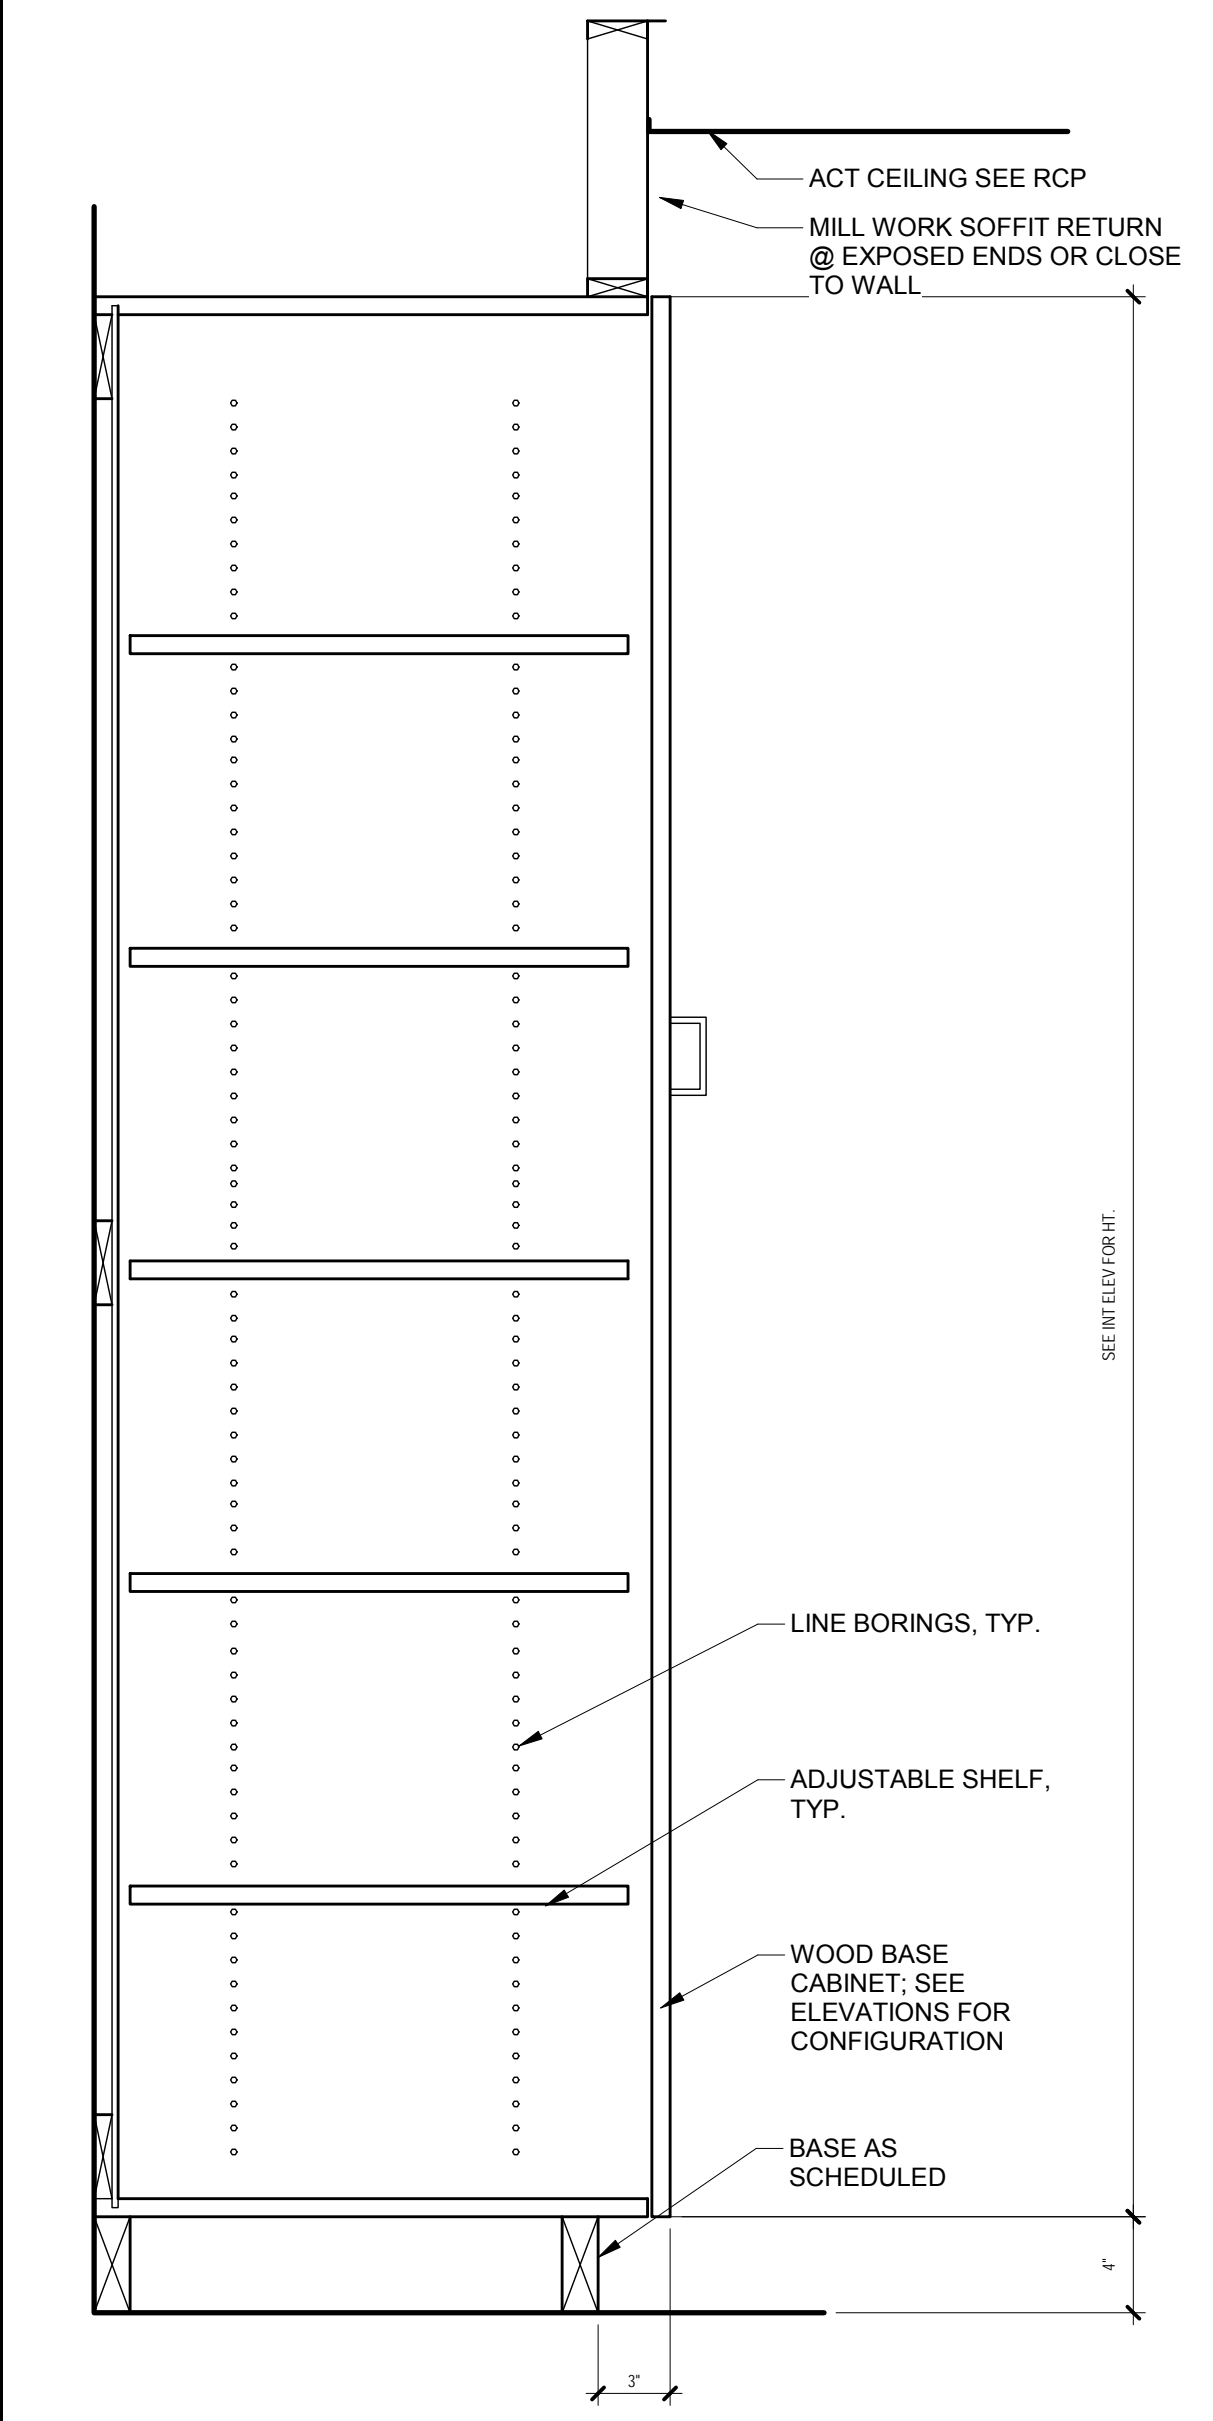 ACT CEILING SEE RCP
MILL WORK SOFFIT RETURN
@ EXPOSED ENDS OR CLOSE
TO WALL
SEE INT ELEV FOR HT.
LINE BORINGS, TYP.
ADJUSTABLE SHELF,
TYP.
WOOD BASE
CABINET; SEE
ELEVATIONS FOR
CONFIGURATION
BASE AS
SCHEDULED
4"
3"